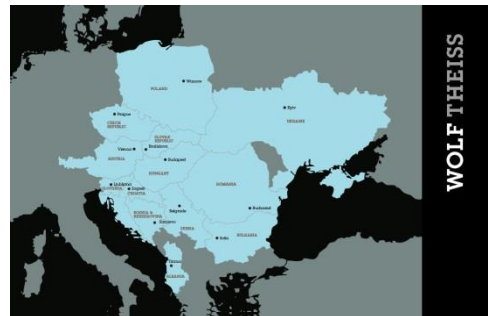 POLAND
Warsaw
Prague
CZECH
REPUBLIC
Kyiv
UKRAINE
SLOVAK
REPUBLIC
Vienna
Bratislava
AUSTRIA
Budapest
HUNGARY
Ljubljana
SLOVENIA
Zagreb
CROATIA
ROMANIA
BOSNIA &
HERZEGOVINA
Belgrade
Bucharest
Sarajevo
SERBIA
Sofia
BULGARIA
Tirana
ALBANIA
WOLF THEISS